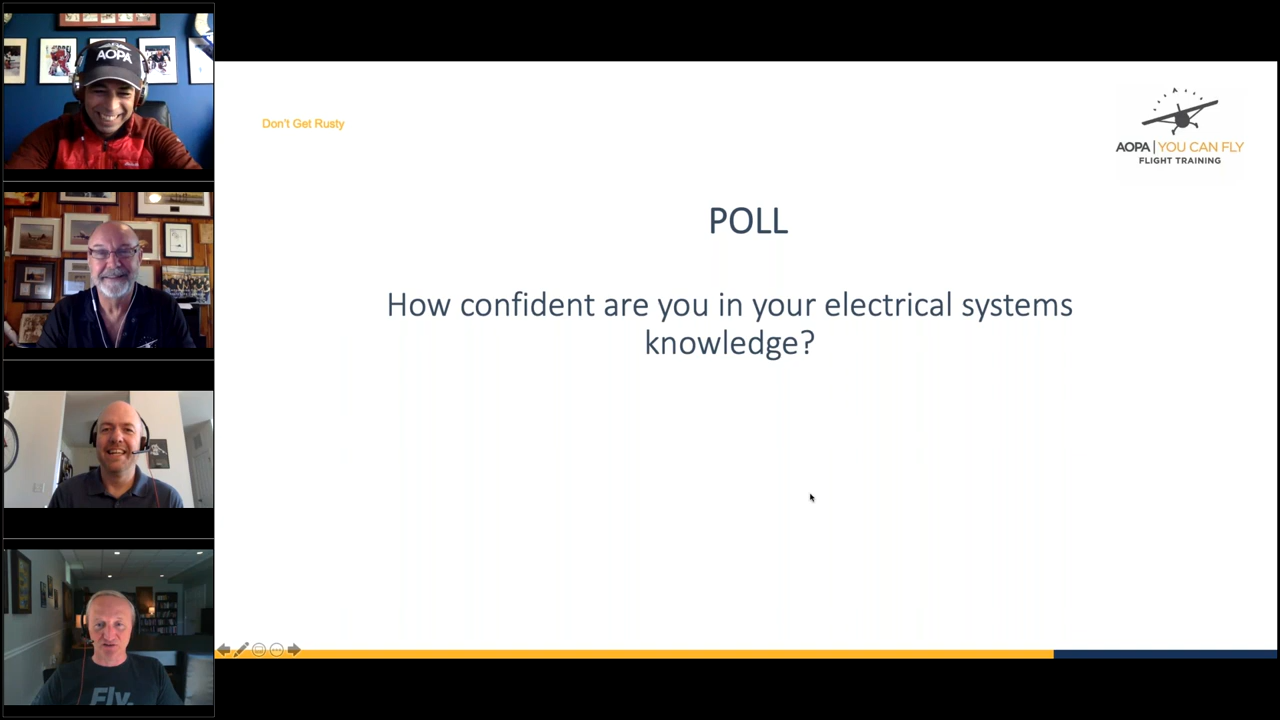 AOPA
Fly.
Don't Get Rusty
AOPA | YOU CAN FLY
FLIGHT TRAINING
POLL
How confident are you in your electrical systems
knowledge?